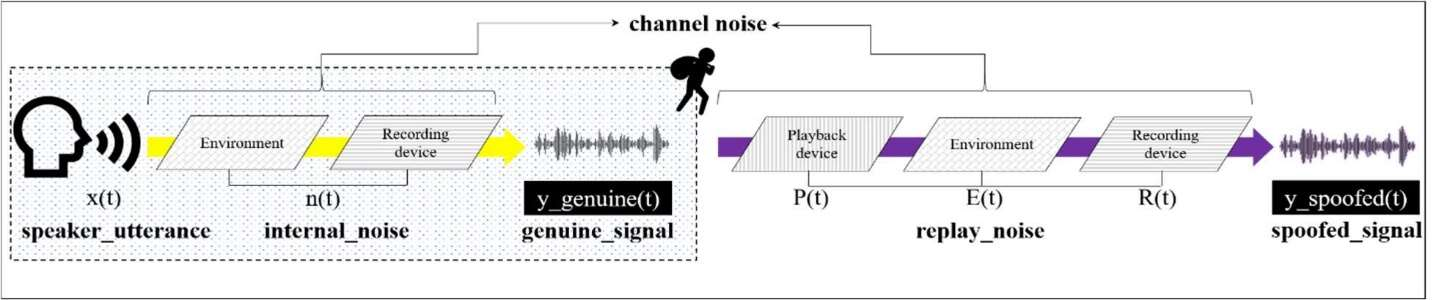 channel noise
Environment
Recording
device
Playback
device
Environment
Recording
device
x(t)
n(t)
y_genuine(t)
P(t)
E(t)
R(t)
y_spoofed(t)
speaker_utterance
internal_noise
genuine_signal
replay_noise
spoofed_signal